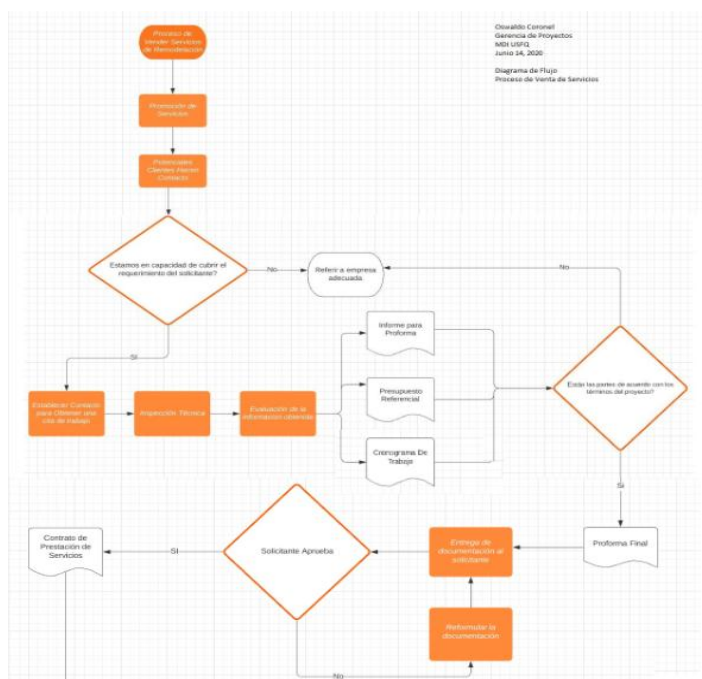 Oswaldo Coronel
Gerencia de Proyectos
MDI USFQ
Junio 14, 2020
Diagrama de Flujo
Proceso de Venta de Servicios
Proceso de
Vender Servicios
de Remodelación
Promoción de
Servicios
Potenciales
Clientes Hacen
Contacto
Estamos en capacidad de cubrir el
requerimiento del solicitante?
No
Referir a empresa
adecuada
No
SI
Informe para
Proforma
Establecer Contacto
para Obtener una
cita de trabajo
Inspección Técnica
Evaluación de la
información obtenida
Presupuesto
Referencial
Están las partes de acuerdo con los
términos del proyecto?
Cronograma De
Trabajo
Si
Contrato de
Prestación de
Servicios
SI
Solicitante Aprueba
Entrega de
documentación al
solicitante
Proforma Final
Reformular la
documentación
No